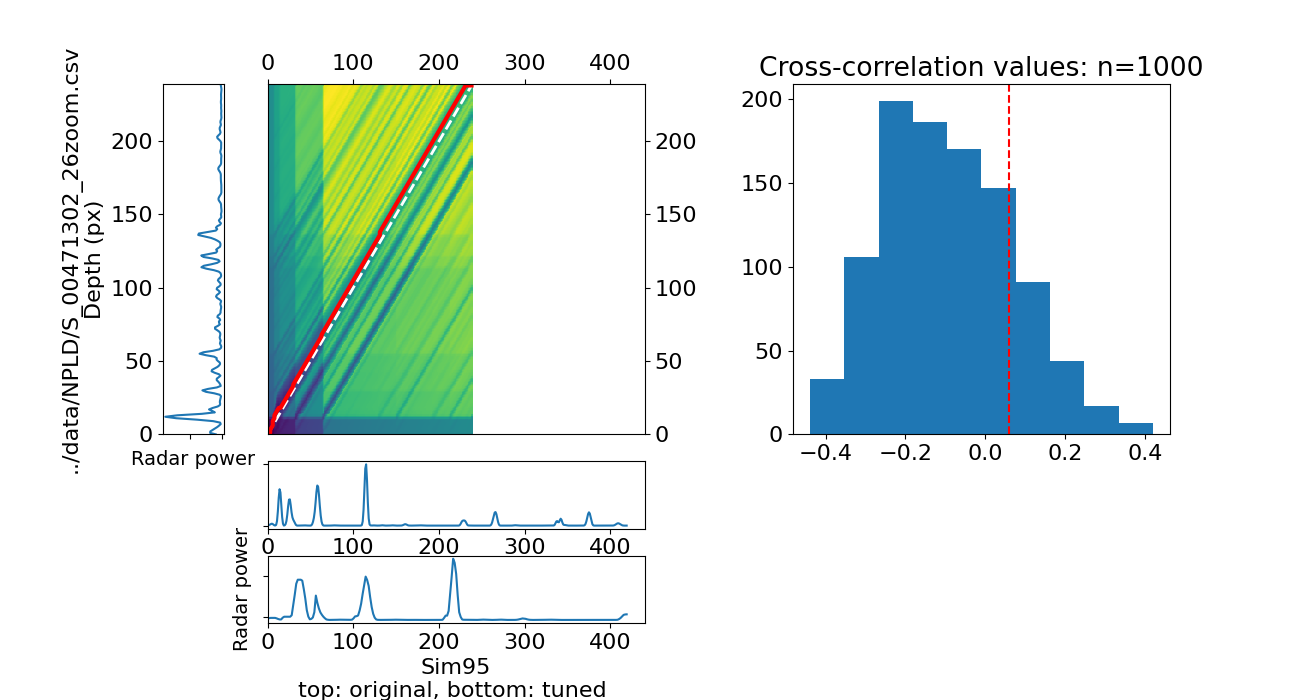 0 100 200 300 400
Cross-correlation values: n=1000
../data/NPLD/S_00471302_26zoom.csv
Depth (px)
200
150
100
50
0
200
150
100
50
0
200
150
100
50
0
−0.4 −0.2 0.0 0.2 0.4
Radar power
0 100 200 300 400
Radar power
0 100 200 300 400
Sim95
top: original, bottom: tuned